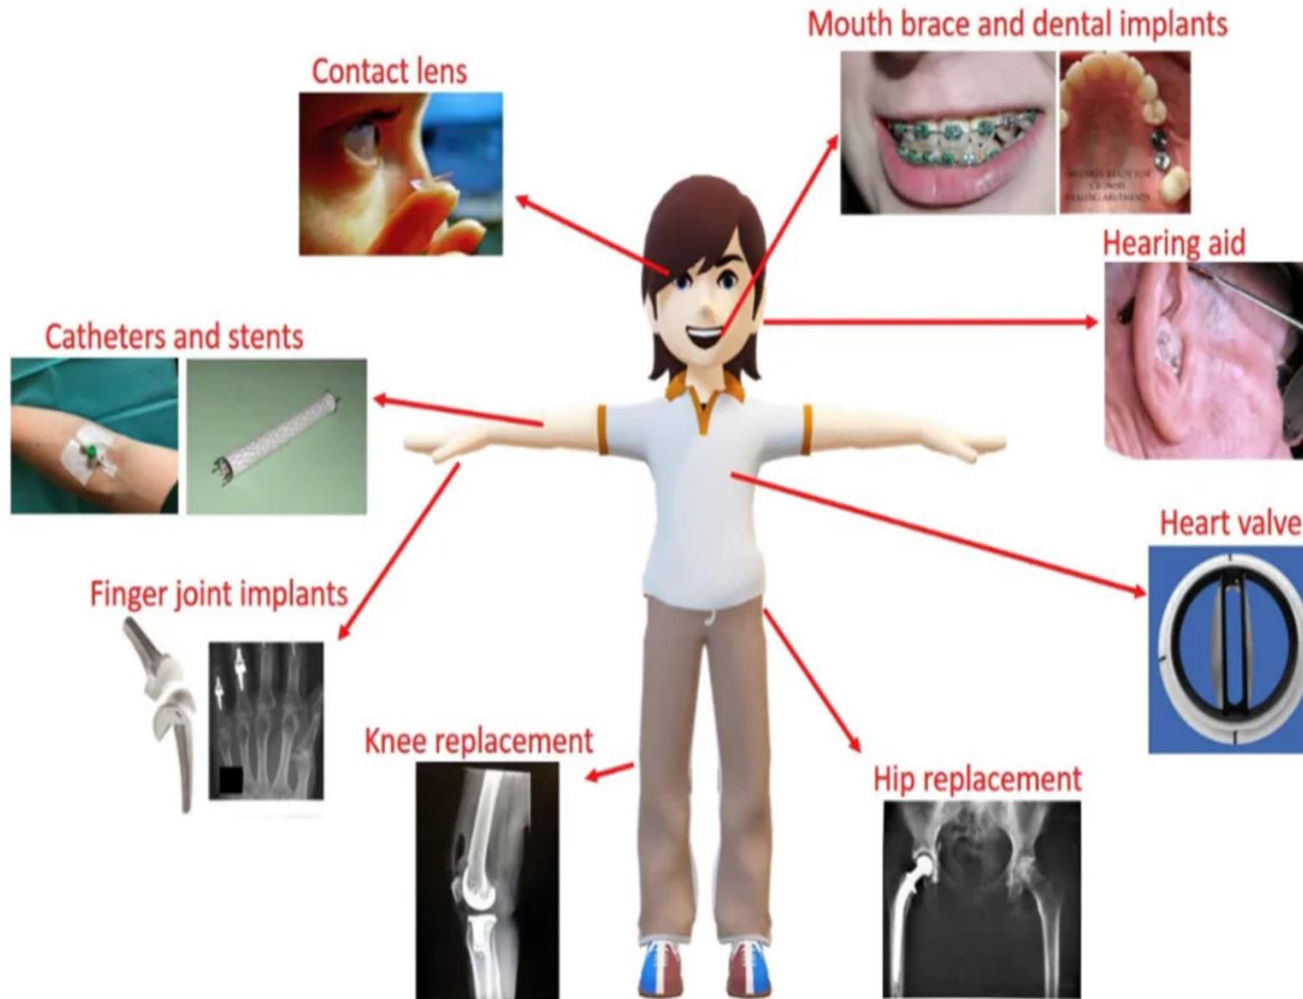 Mouth brace and dental implants
Contact lens
CROWNS
Hearing aid
Catheters and stents
Heart valve
Finger joint implants
Knee replacement
Hip replacement